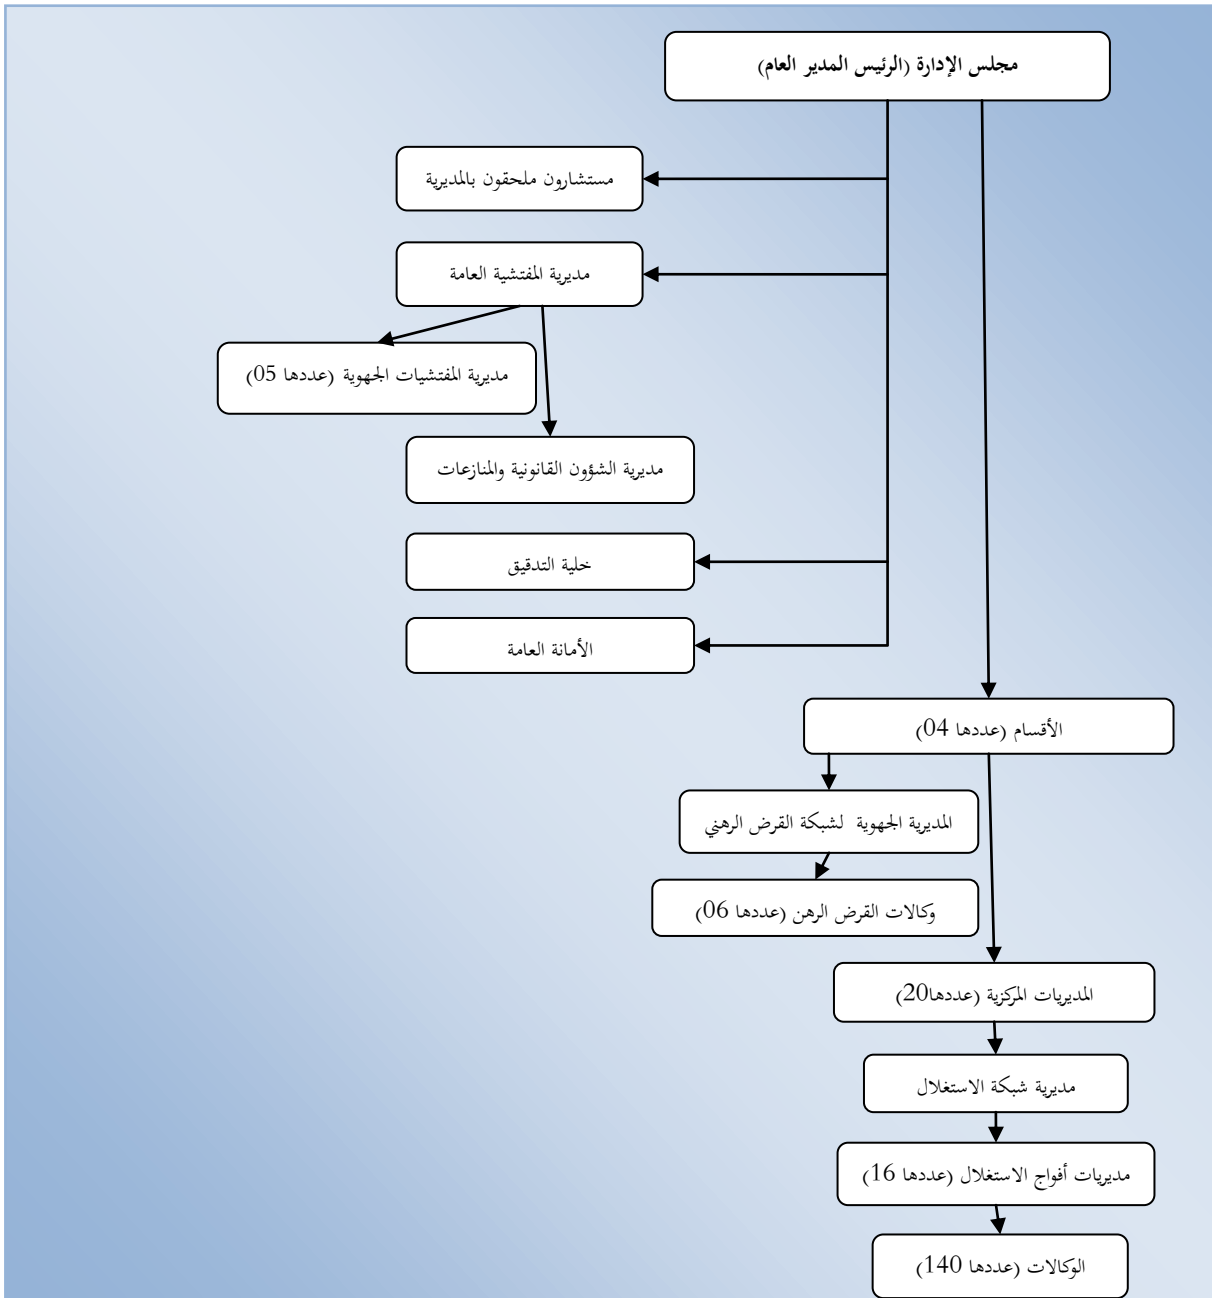 مجلس الإدارة (الرئيس المدير العام)
مستشارون ملحقون بالمديرية
مديرية المفتشية العامة
مديرية المفتشيات الجهوية (عددها 05)
مديرية الشؤون القانونية والمنازعات
خلية التدقيق
الأمانة العامة
الأقسام (عددها 04)
المديرية الجهوية لشبكة القرض الرهني
وكالات القرض الرهن (عددها 06)
المديريات المركزية (عددها20)
مديرية شبكة الاستغلال
مديريات أفواج الاستغلال (عددها 16)
الوكالات (عددها 140)